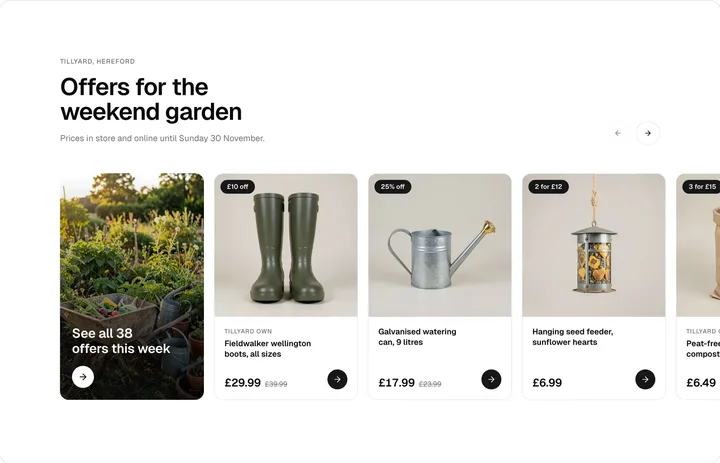 TILLYARD, HEREFORD
Offers for the
weekend garden
Prices in store and online until Sunday 30 November.
See all 38
offers this week
£10 off
TILLYARD OWN
Fieldwalker wellington
boots, all sizes
£29.99 £39.99
25% off
Galvanised watering
can, 9 litres
£17.99 £23.99
2 for £12
Hanging seed feeder,
sunflower hearts
£6.99
3 for £15
TILLYARD
Peat-free
compost
£6.49